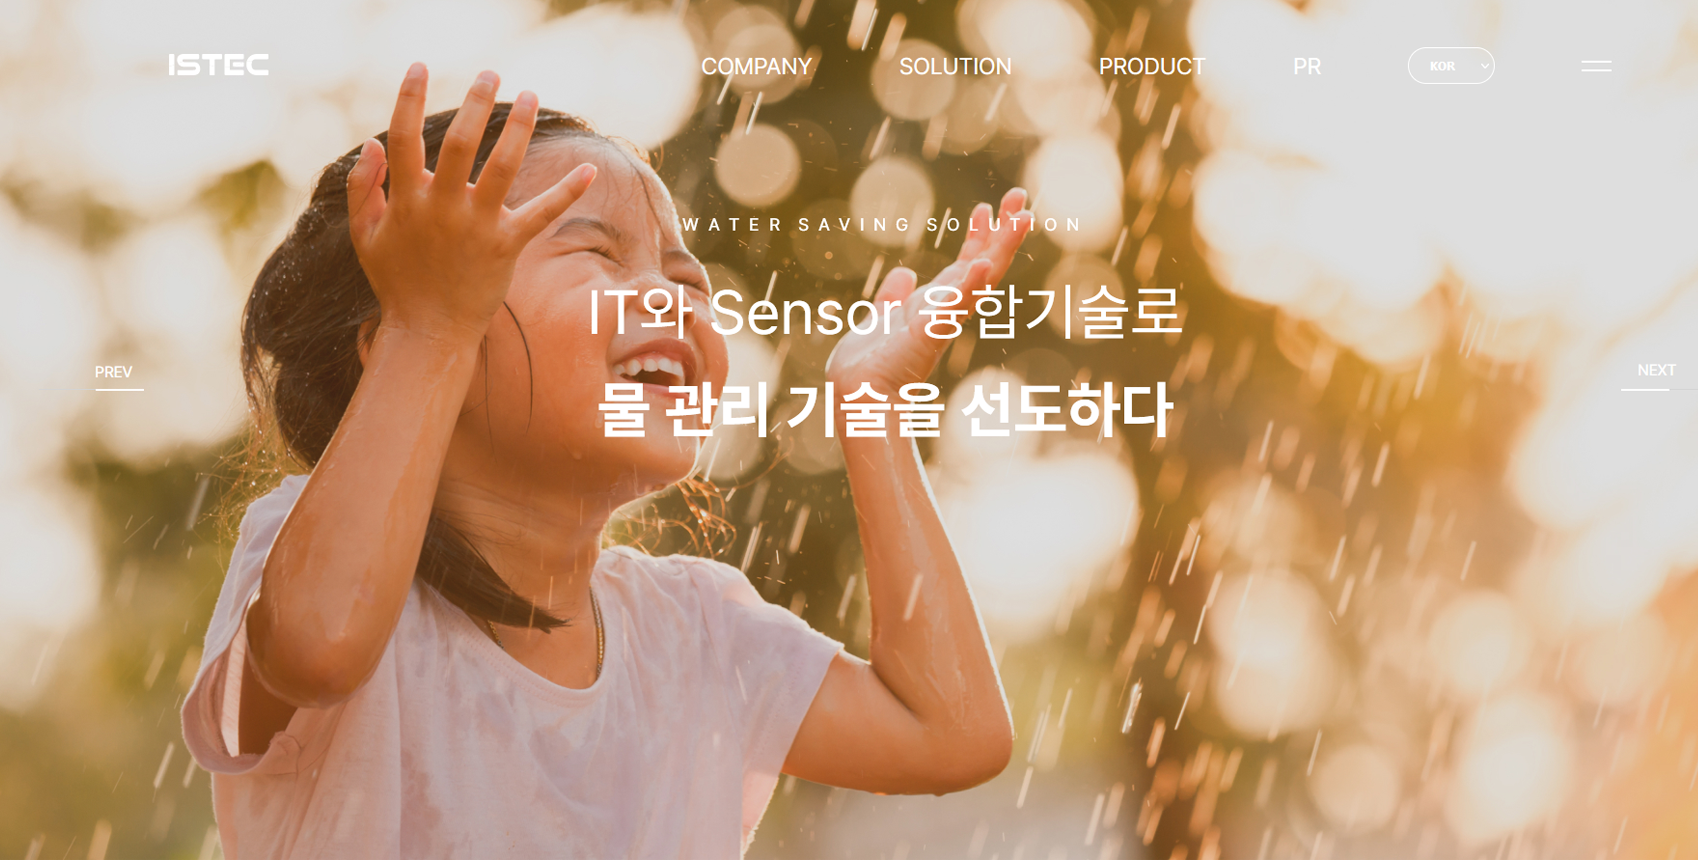 ISTEC
COMPANY SOLUTION PRODUCT PR KOR
WATER SAVING SOLUTION
IT와 Sensor 융합기술로
물 관리 기술을 선도하다
PREV
NEXT